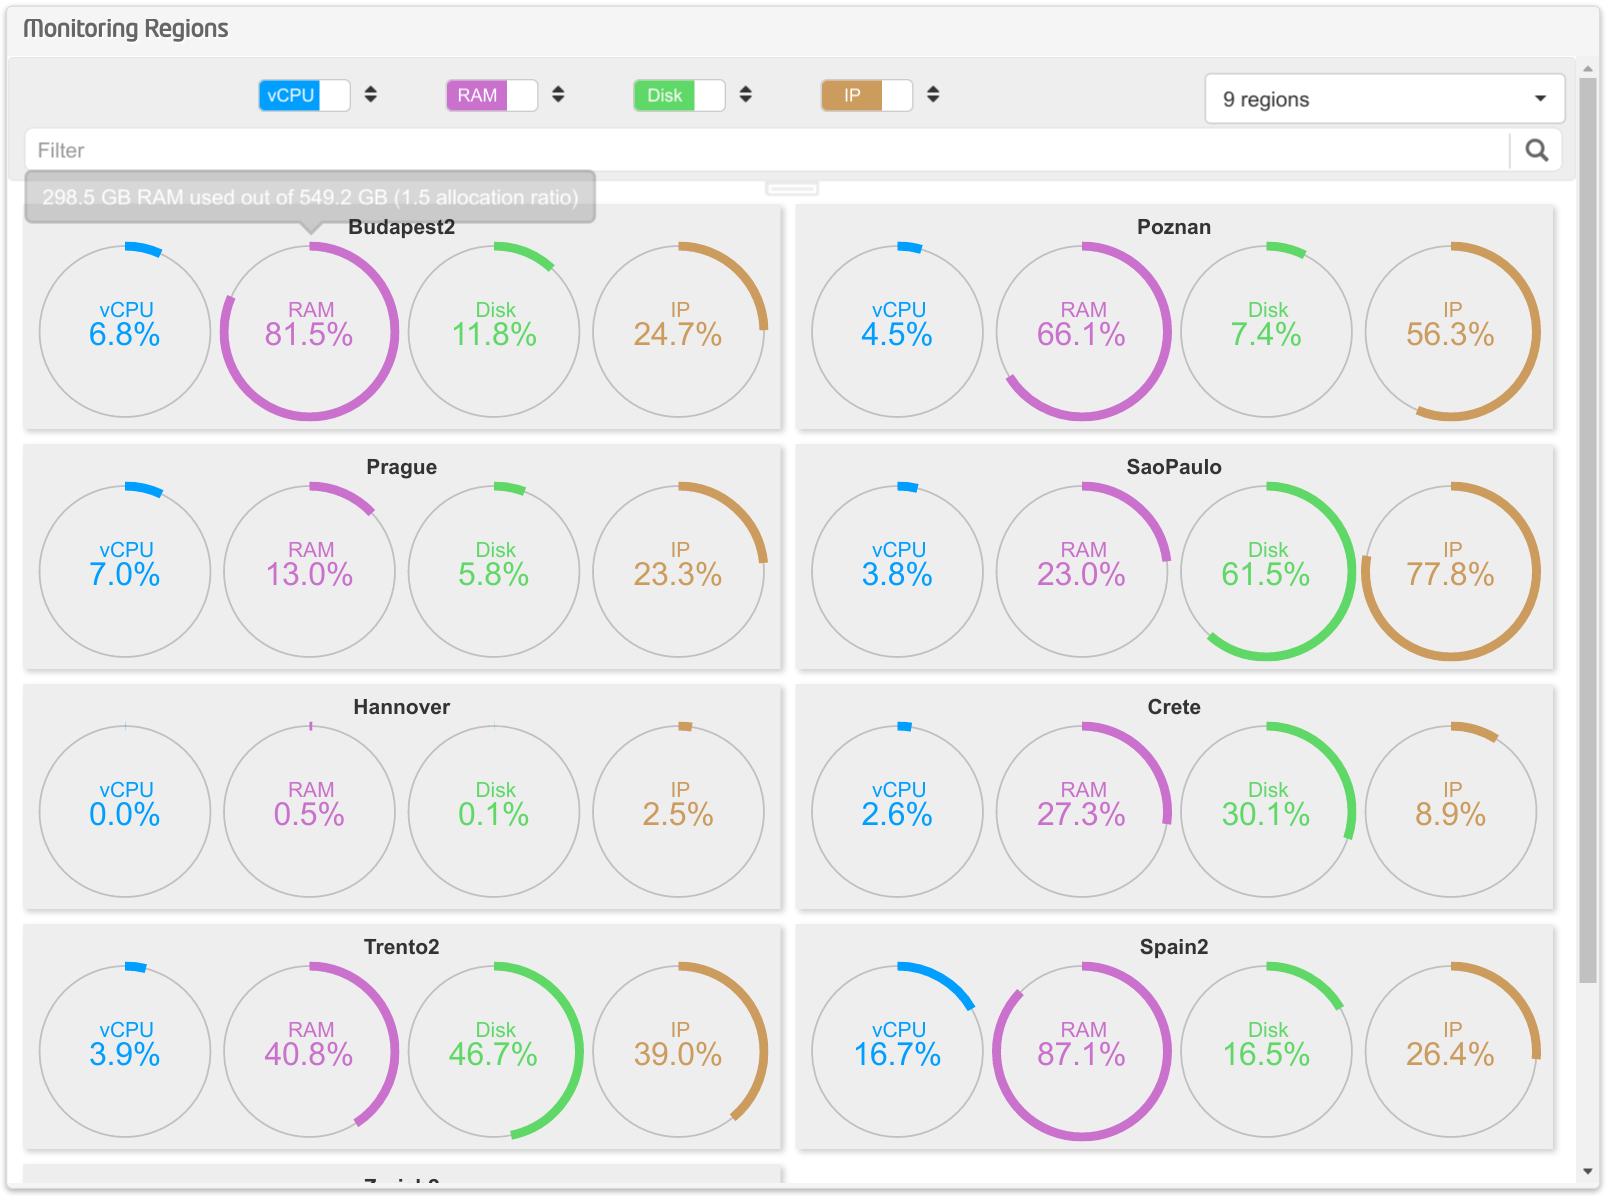 Monitoring Regions
vCPU RAM Disk IP 9 regions
Filter
298.5 GB RAM used out of 549.2 GB (1.5 allocation ratio)
Budapest2
vCPU 6.8%
RAM 81.5%
Disk 11.8%
IP 24.7%
Poznan
vCPU 4.5%
RAM 66.1%
Disk 7.4%
IP 56.3%
Prague
vCPU 7.0%
RAM 13.0%
Disk 5.8%
IP 23.3%
SaoPaulo
vCPU 3.8%
RAM 23.0%
Disk 61.5%
IP 77.8%
Hannover
vCPU 0.0%
RAM 0.5%
Disk 0.1%
IP 2.5%
Crete
vCPU 2.6%
RAM 27.3%
Disk 30.1%
IP 8.9%
Trento2
vCPU 3.9%
RAM 40.8%
Disk 46.7%
IP 39.0%
Spain2
vCPU 16.7%
RAM 87.1%
Disk 16.5%
IP 26.4%